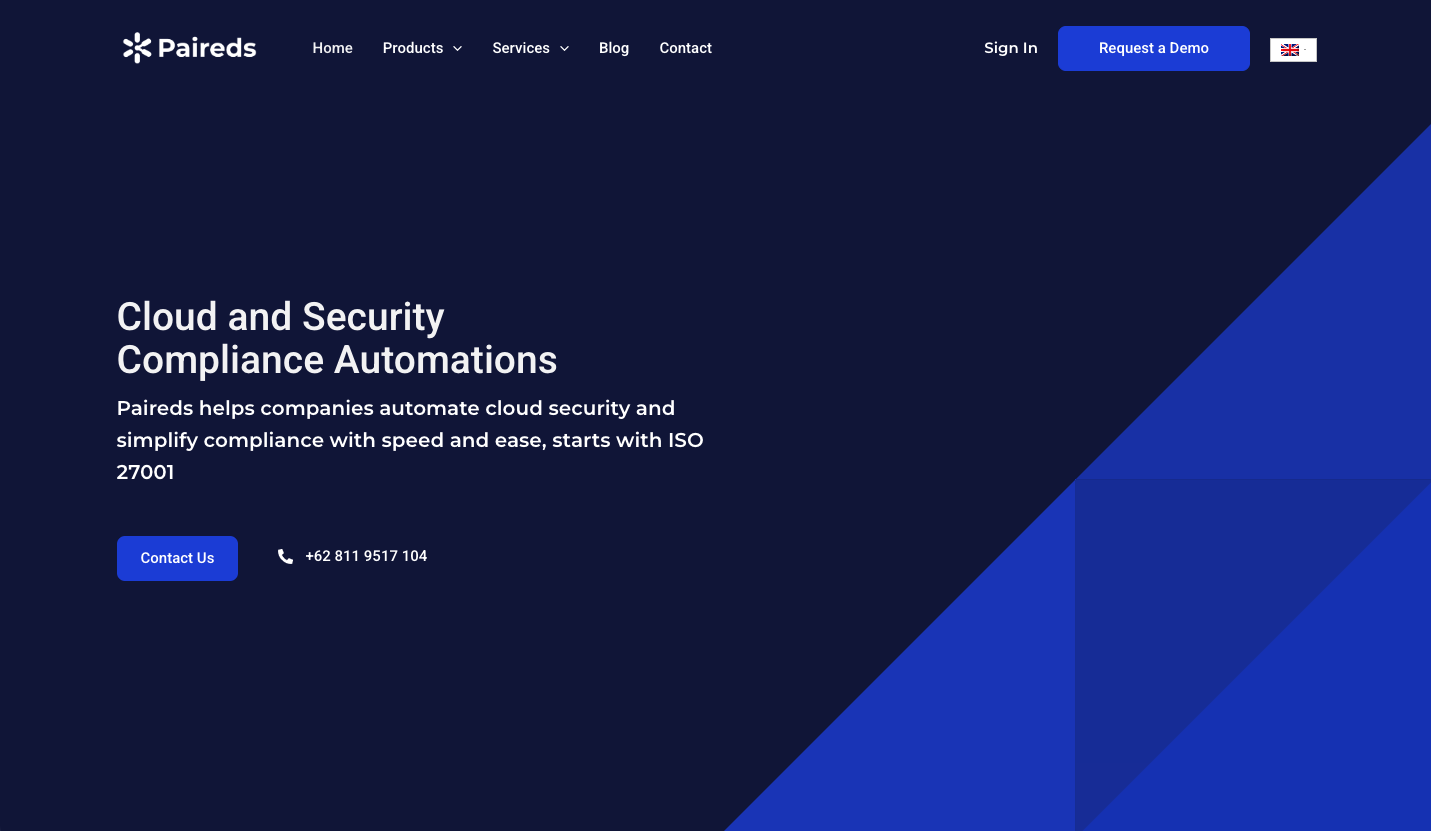 Paireds
Home Products Services Blog Contact
Sign In
Request a Demo
Cloud and Security
Compliance Automations
Paireds helps companies automate cloud security and
simplify compliance with speed and ease, starts with ISO
27001
Contact Us
+62 811 9517 104